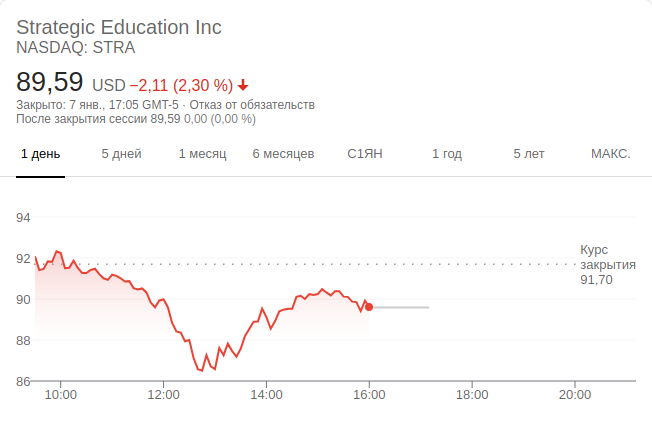 Strategic Education Inc
NASDAQ: STRA
89,59 USD −2,11 (2,30 %)
Закрыто: 7 янв., 17:05 GMT-5 · Отказ от обязательств
После закрытия сессии 89,59 0,00 (0,00 %)
1 день 5 дней 1 месяц 6 месяцев С1ЯН 1 год 5 лет МАКС.
94
92
90
88
86
Курс
закрытия
91,70
10:00 12:00 14:00 16:00 18:00 20:00